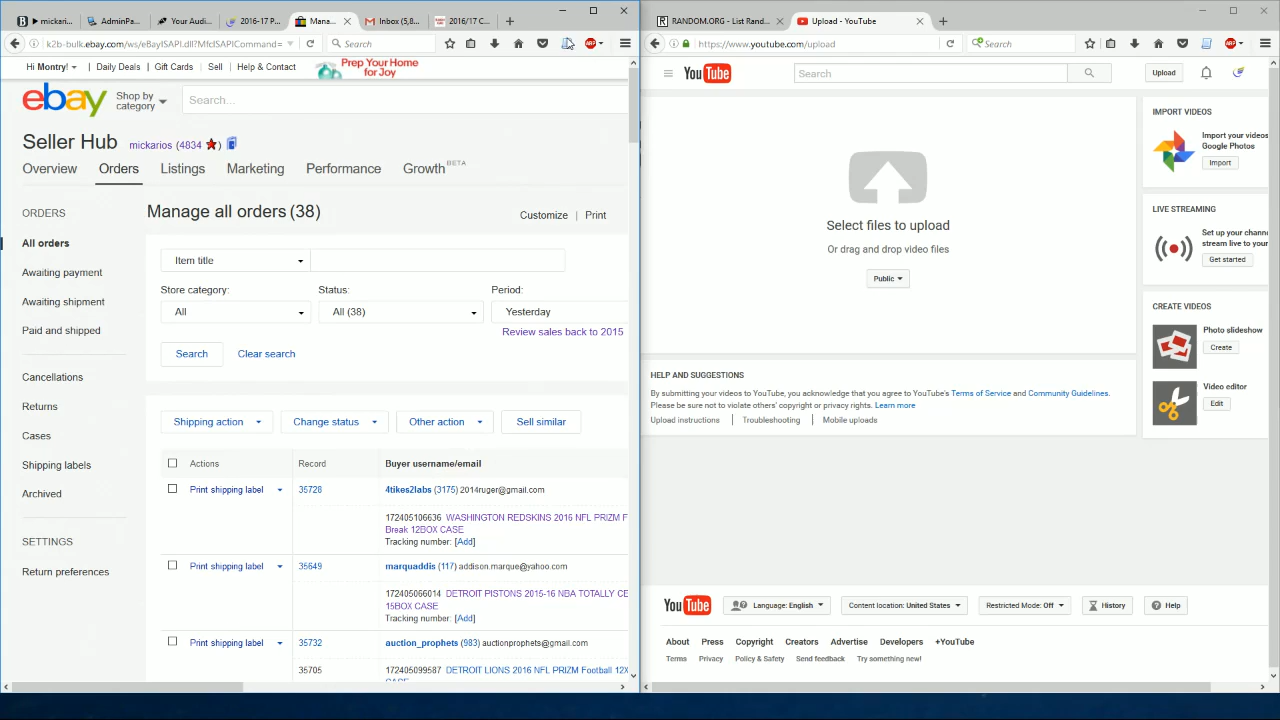 mickario...
AdminPa...
Your Audi...
2016-17 P...
Mana...
Inbox (5,8...
2016/17 C...
RANDOM.ORG - List Rand...
Upload - YouTube
k2b-bulk.ebay.com/ws/eBayISAPI.dll?MfcISAPICommand=
Search
ABP
https://www.youtube.com/upload
Search
ABP
Hi Montry!
Daily Deals
Gift Cards
Sell
Help & Contact
Prep Your Home
for Joy
ebay
Shop by
category
Search...
YouTube
Search
Upload
Seller Hub
mickarios (4834 )
Overview
Orders
Listings
Marketing
Performance
Growth BETA
ORDERS
All orders
Awaiting payment
Awaiting shipment
Paid and shipped
Cancellations
Returns
Cases
Shipping labels
Archived
SETTINGS
Return preferences
Manage all orders (38)
Customize | Print
Item title
Store category:
Status:
Period:
All
All (38)
Yesterday
Review sales back to 2015
Search
Clear search
Shipping action
Change status
Other action
Sell similar
Actions
Record
Buyer username/email
Print shipping label
35728
4tikes2labs (3175) 2014ruger@gmail.com
172405106636 WASHINGTON REDSKINS 2016 NFL PRIZM F
Break 12BOX CASE
Tracking number: [Add]
Print shipping label
35649
marquaddis (117) addison.marque@yahoo.com
172405066014 DETROIT PISTONS 2015-16 NBA TOTALLY CE
15BOX CASE
Tracking number: [Add]
Print shipping label
35732
auction_prophets (983) auctionprophets@gmail.com
35705
172405099587 DETROIT LIONS 2016 NFL PRIZM Football 12X
CASE
Select files to upload
Or drag and drop video files
Public
IMPORT VIDEOS
Import your videos
Google Photos
Import
LIVE STREAMING
Set up your chann
stream live to your
Get started
CREATE VIDEOS
Photo slideshow
Create
Video editor
Edit
HELP AND SUGGESTIONS
By submitting your videos to YouTube, you acknowledge that you agree to YouTube's Terms of Service and Community Guidelines.
Please be sure not to violate others' copyright or privacy rights. Learn more
Upload instructions | Troubleshooting | Mobile uploads
YouTube
Language: English
Content location: United States
Restricted Mode: Off
History
Help
About
Press
Copyright
Creators
Advertise
Developers
+YouTube
Terms
Privacy
Policy & Safety
Send feedback
Try something new!